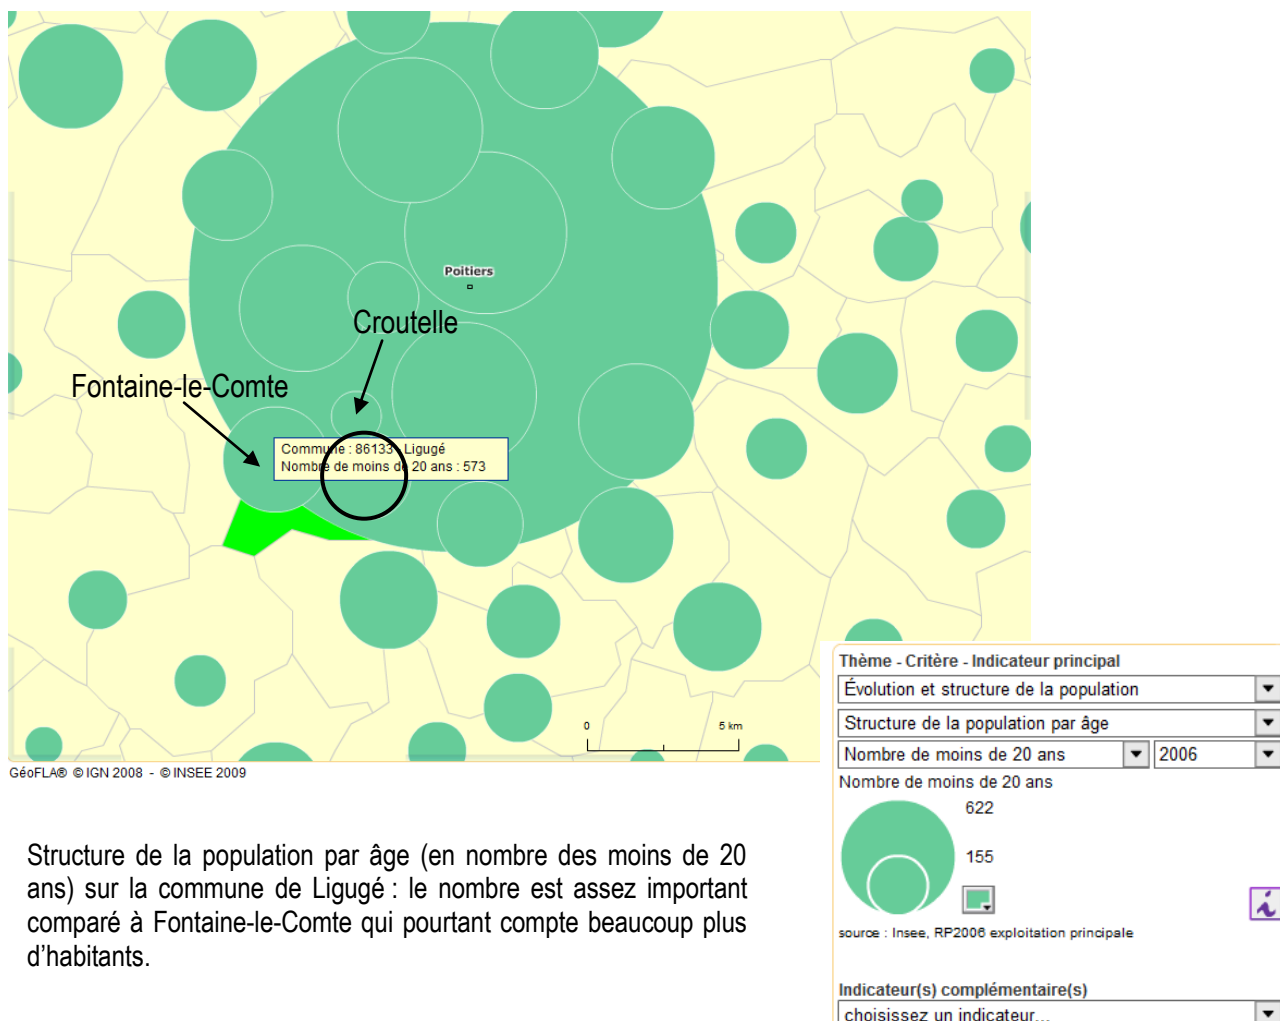 Poitiers
Croutelle
Fontaine-le-Comte
Commune : 86133 - Ligugé
Nombre de moins de 20 ans : 573
0 5 km
GéoFLA® © IGN 2008 - © INSEE 2009
Thème - Critère - Indicateur principal
Évolution et structure de la population
Structure de la population par âge
Nombre de moins de 20 ans 2006
Nombre de moins de 20 ans
622
155
source : Insee, RP2006 exploitation principale
Indicateur(s) complémentaire(s)
choisissez un indicateur...
Structure de la population par âge (en nombre des moins de 20
ans) sur la commune de Ligugé : le nombre est assez important
comparé à Fontaine-le-Comte qui pourtant compte beaucoup plus
d'habitants.